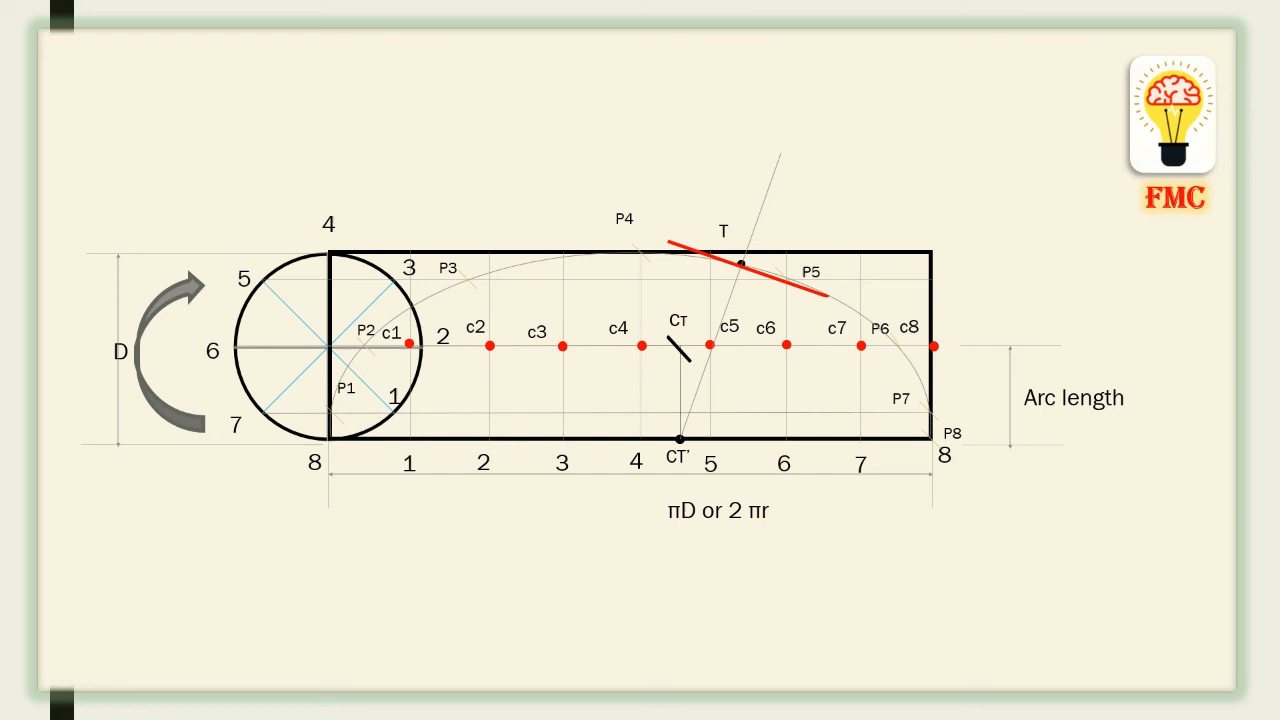 FMC
4
P4
T
5
3
P3
P5
CT
D
6
P2
c1
2
c2
c3
c4
c5
c6
c7
P6
c8
P1
1
Arc length
7
P7
P8
8
1
2
3
4
CT’
5
6
7
8
πD or 2 πr